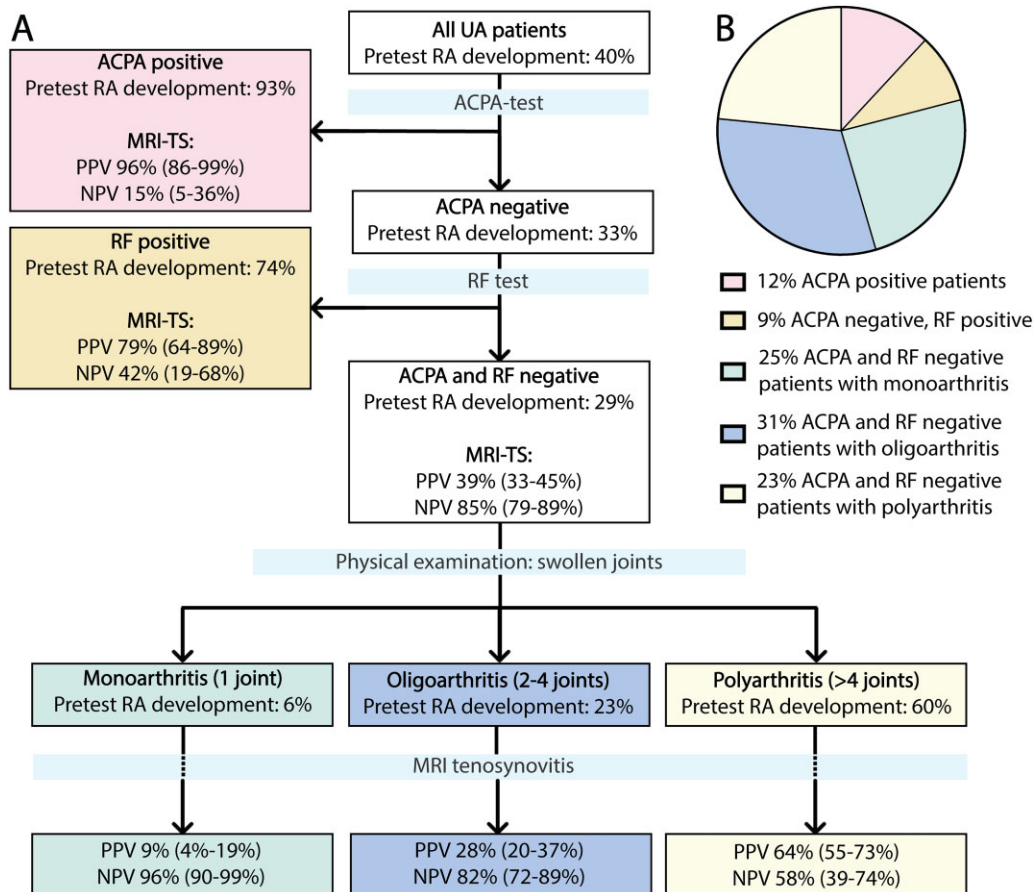 A
All UA patients
Pretest RA development: 40%
ACPA-test
ACPA positive
Pretest RA development: 93%
MRI-TS:
PPV 96% (86-99%)
NPV 15% (5-36%)
ACPA negative
Pretest RA development: 33%
RF test
RF positive
Pretest RA development: 74%
MRI-TS:
PPV 79% (64-89%)
NPV 42% (19-68%)
ACPA and RF negative
Pretest RA development: 29%
MRI-TS:
PPV 39% (33-45%)
NPV 85% (79-89%)
Physical examination: swollen joints
Monoarthritis (1 joint)
Pretest RA development: 6%
Oligoarthritis (2-4 joints)
Pretest RA development: 23%
Polyarthritis (>4 joints)
Pretest RA development: 60%
MRI tenosynovitis
PPV 9% (4%-19%)
NPV 96% (90-99%)
PPV 28% (20-37%)
NPV 82% (72-89%)
PPV 64% (55-73%)
NPV 58% (39-74%)
B
12% ACPA positive patients
9% ACPA negative, RF positive
25% ACPA and RF negative
patients with monoarthritis
31% ACPA and RF negative
patients with oligoarthritis
23% ACPA and RF negative
patients with polyarthritis